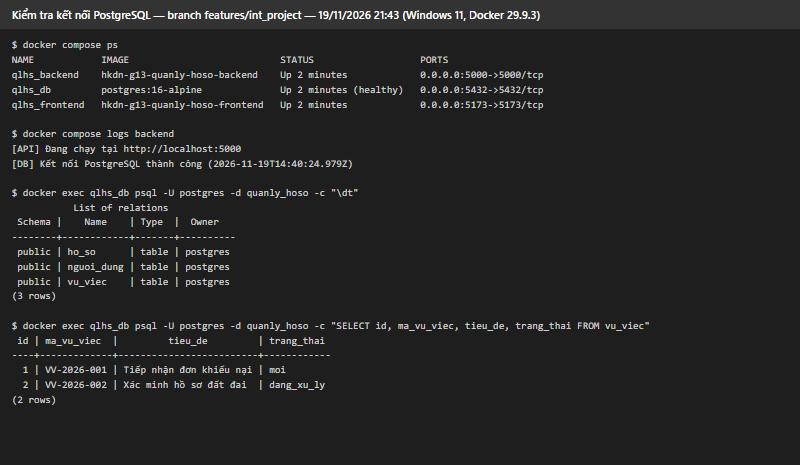 Kiểm tra kết nối PostgreSQL — branch features/int_project — 19/11/2026 21:43 (Windows 11, Docker 29.9.3)
$ docker compose ps
NAME IMAGE STATUS PORTS
qlhs_backend hkdn-g13-quanly-hoso-backend Up 2 minutes 0.0.0.0:5000->5000/tcp
qlhs_db postgres:16-alpine Up 2 minutes (healthy) 0.0.0.0:5432->5432/tcp
qlhs_frontend hkdn-g13-quanly-hoso-frontend Up 2 minutes 0.0.0.0:5173->5173/tcp
$ docker compose logs backend
[API] Đang chạy tại http://localhost:5000
[DB] Kết nối PostgreSQL thành công (2026-11-19T14:40:24.979Z)
$ docker exec qlhs_db psql -U postgres -d quanly_hoso -c "\dt"
List of relations
Schema | Name | Type | Owner
--------+------------+-------+----------
public | ho_so | table | postgres
public | nguoi_dung | table | postgres
public | vu_viec | table | postgres
(3 rows)
$ docker exec qlhs_db psql -U postgres -d quanly_hoso -c "SELECT id, ma_vu_viec, tieu_de, trang_thai FROM vu_viec"
id | ma_vu_viec | tieu_de | trang_thai
----+-------------+------------------------+------------
1 | VV-2026-001 | Tiếp nhận đơn khiếu nại | moi
2 | VV-2026-002 | Xác minh hồ sơ đất đai | dang_xu_ly
(2 rows)